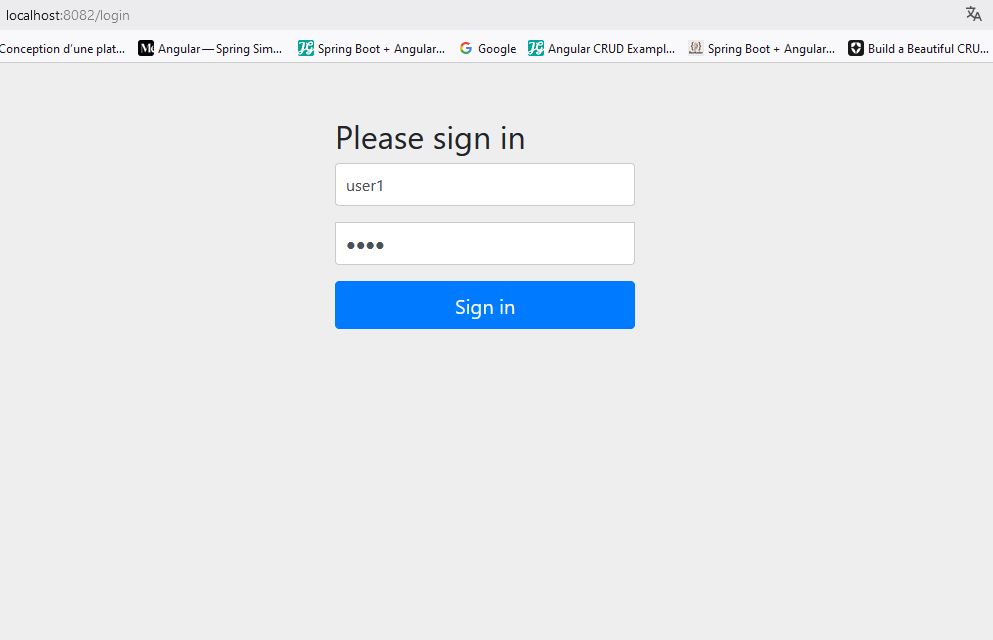 localhost:8082/login
Conception d'une plat... Angular — Spring Sim... Spring Boot + Angular... Google Angular CRUD Exampl... Spring Boot + Angular... Build a Beautiful CRU...
Please sign in
user1
Sign in